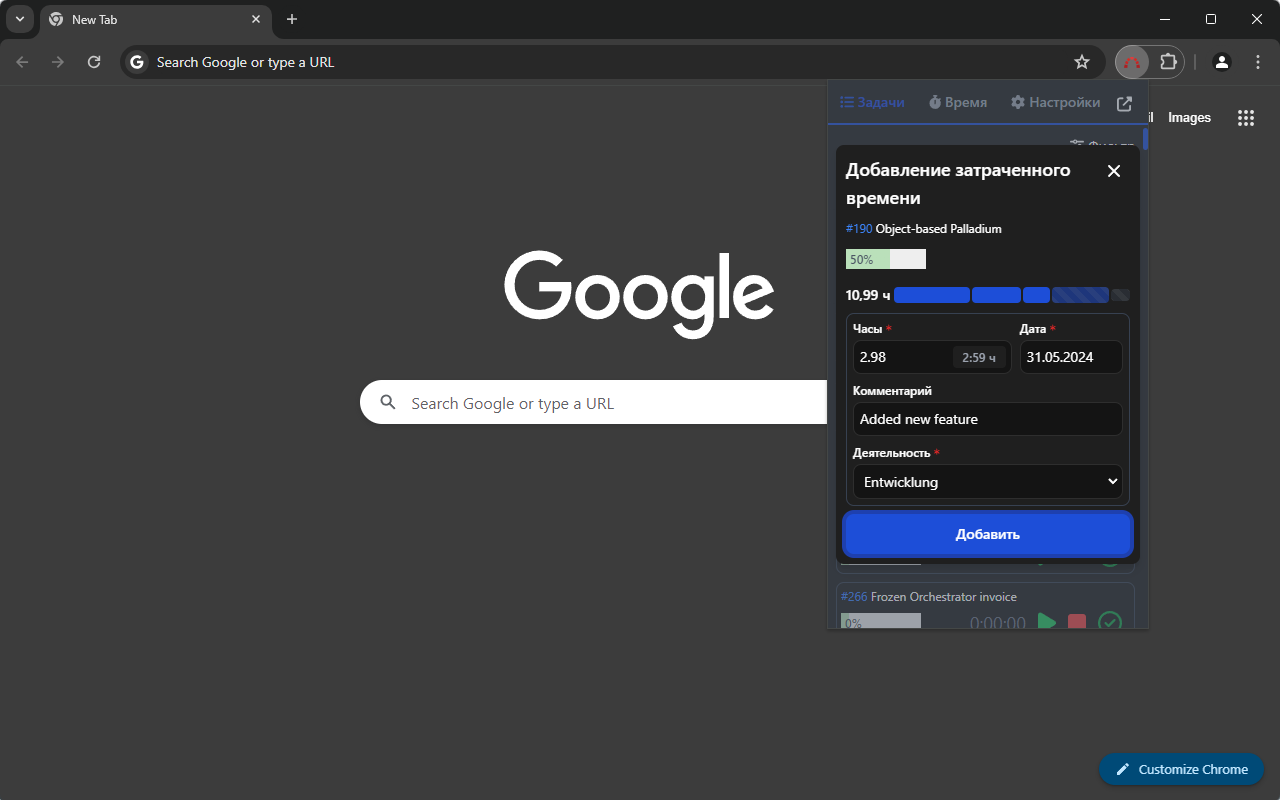 New Tab
Search Google or type a URL
Задачи Время Настройки
Images
Добавление затраченного
времени
#190 Object-based Palladium
50%
10,99 ч
Часы * Дата *
2.98 2:59 ч 31.05.2024
Комментарий
Added new feature
Деятельность *
Entwicklung
Добавить
Google
Search Google or type a URL
#266 Frozen Orchestrator invoice
0% 0:00:00
Customize Chrome